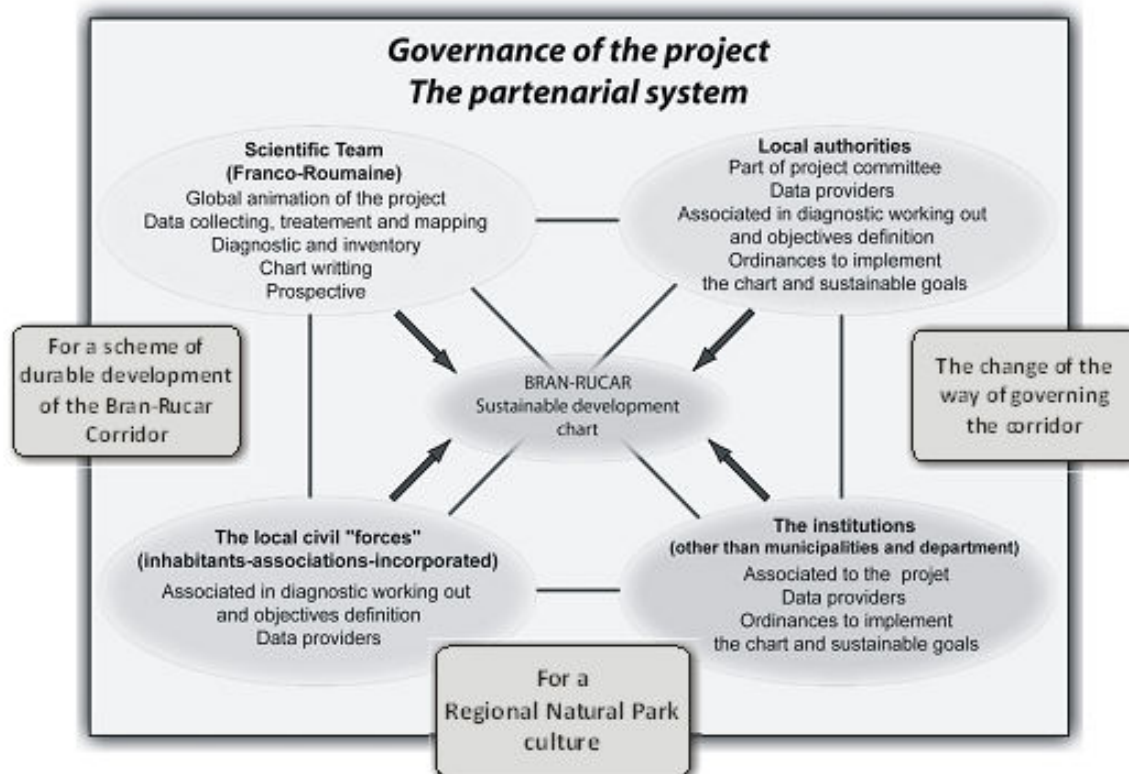 Governance of the project
The partenarial system
Scientific Team
(Franco-Roumaine)
Global animation of the project
Data collecting, treatement and mapping
Diagnostic and inventory
Chart writting
Prospective
Local authorities
Part of project committee
Data providers
Associated in diagnostic working out
and objectives definition
Ordinances to implement
the chart and sustainable goals
For a scheme of
durable development
of the Bran-Rucar
Corridor
BRAN-RUCAR
Sustainable development
chart
The change of the
way of governing
the corridor
The local civil "forces"
(inhabitants-associations-incorporated)
Associated in diagnostic working out
and objectives definition
Data providers
The institutions
(other than municipalities and department)
Associated to the projet
Data providers
Ordinances to implement
the chart and sustainable goals
For a
Regional Natural Park
culture